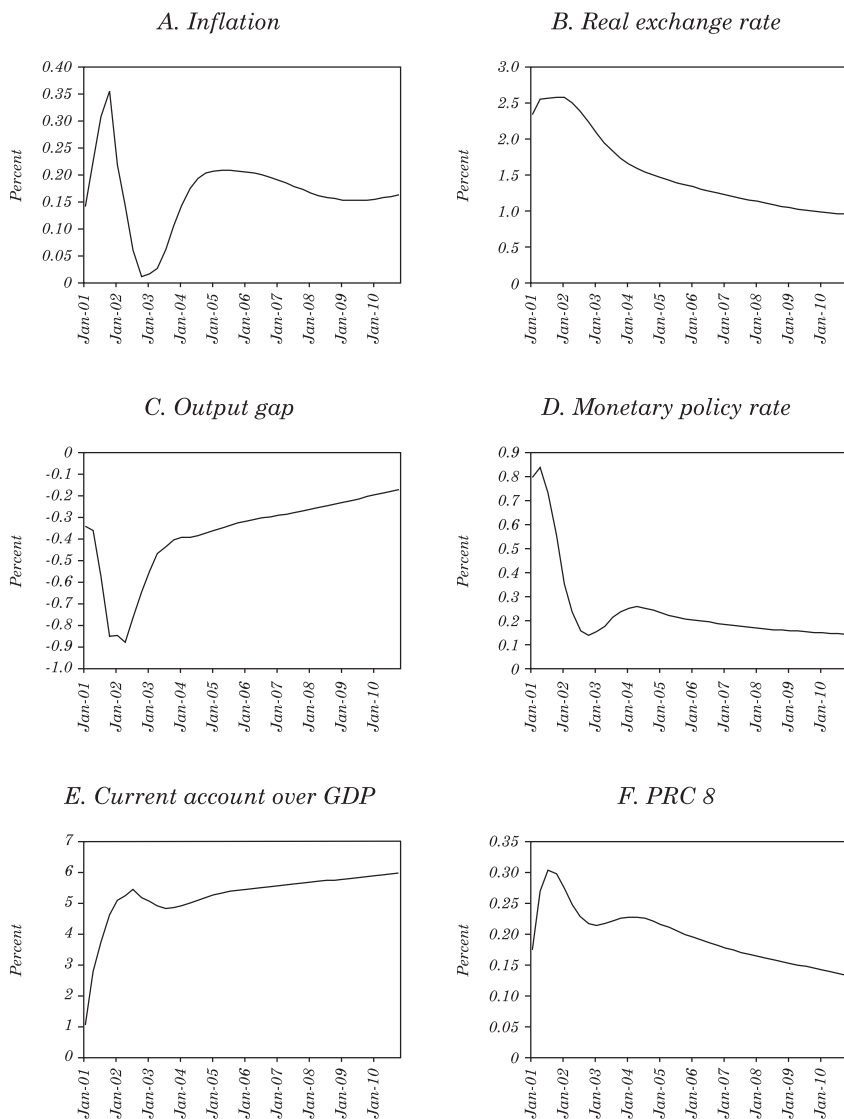 A. Inflation
Percent
0.40
0.35
0.30
0.25
0.20
0.15
0.10
0.05
0
Jan-01
Jan-02
Jan-03
Jan-04
Jan-05
Jan-06
Jan-07
Jan-08
Jan-09
Jan-10
B. Real exchange rate
Percent
3.0
2.5
2.0
1.5
1.0
0.5
0
Jan-01
Jan-02
Jan-03
Jan-04
Jan-05
Jan-06
Jan-07
Jan-08
Jan-09
Jan-10
C. Output gap
Percent
0
-0.1
-0.2
-0.3
-0.4
-0.5
-0.6
-0.7
-0.8
-0.9
-1.0
Jan-01
Jan-02
Jan-03
Jan-04
Jan-05
Jan-06
Jan-07
Jan-08
Jan-09
Jan-10
D. Monetary policy rate
Percent
0.9
0.8
0.7
0.6
0.5
0.4
0.3
0.2
0.1
0
Jan-01
Jan-02
Jan-03
Jan-04
Jan-05
Jan-06
Jan-07
Jan-08
Jan-09
Jan-10
E. Current account over GDP
Percent
7
6
5
4
3
2
1
0
Jan-01
Jan-02
Jan-03
Jan-04
Jan-05
Jan-06
Jan-07
Jan-08
Jan-09
Jan-10
F. PRC 8
Percent
0.35
0.30
0.25
0.20
0.15
0.10
0.05
0
Jan-01
Jan-02
Jan-03
Jan-04
Jan-05
Jan-06
Jan-07
Jan-08
Jan-09
Jan-10